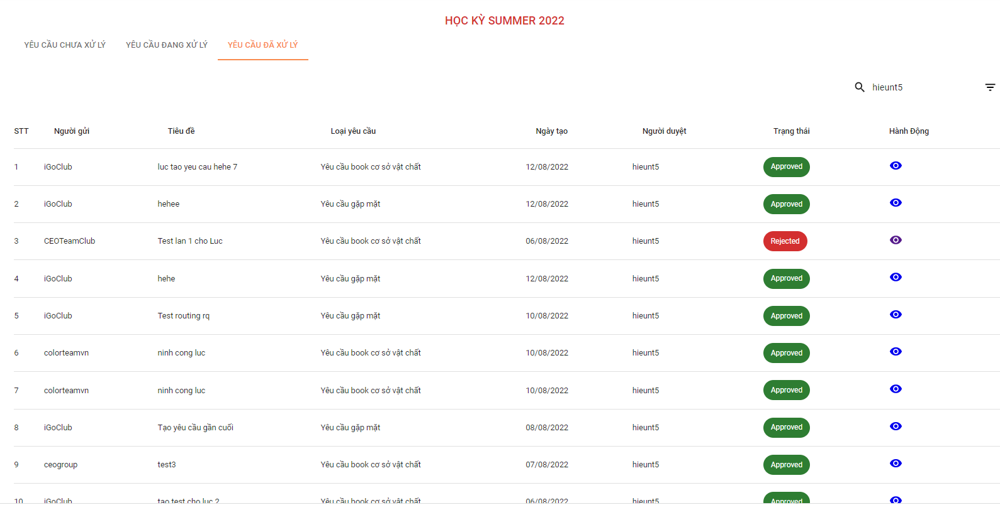 HỌC KỲ SUMMER 2022
YÊU CẦU CHƯA XỬ LÝ YÊU CẦU ĐANG XỬ LÝ YÊU CẦU ĐÃ XỬ LÝ
hieunt5
STT Người gửi Tiêu đề Loại yêu cầu Ngày tạo Người duyệt Trạng thái Hành Động
1 iGoClub luc tao yeu cau hehe 7 Yêu cầu book cơ sở vật chất 12/08/2022 hieunt5 Approved
2 iGoClub hehee Yêu cầu gặp mặt 12/08/2022 hieunt5 Approved
3 CEOTeamClub Test lan 1 cho Luc Yêu cầu book cơ sở vật chất 06/08/2022 hieunt5 Rejected
4 iGoClub hehe Yêu cầu gặp mặt 12/08/2022 hieunt5 Approved
5 iGoClub Test routing rq Yêu cầu gặp mặt 10/08/2022 hieunt5 Approved
6 colorteamvn ninh cong luc Yêu cầu book cơ sở vật chất 10/08/2022 hieunt5 Approved
7 colorteamvn ninh cong luc Yêu cầu book cơ sở vật chất 10/08/2022 hieunt5 Approved
8 iGoClub Tạo yêu cầu gần cuối Yêu cầu gặp mặt 08/08/2022 hieunt5 Approved
9 ceogroup test3 Yêu cầu book cơ sở vật chất 07/08/2022 hieunt5 Approved
10 iGoClub tao test cho luc 2 Yêu cầu book cơ sở vật chất 06/08/2022 hieunt5 Approved